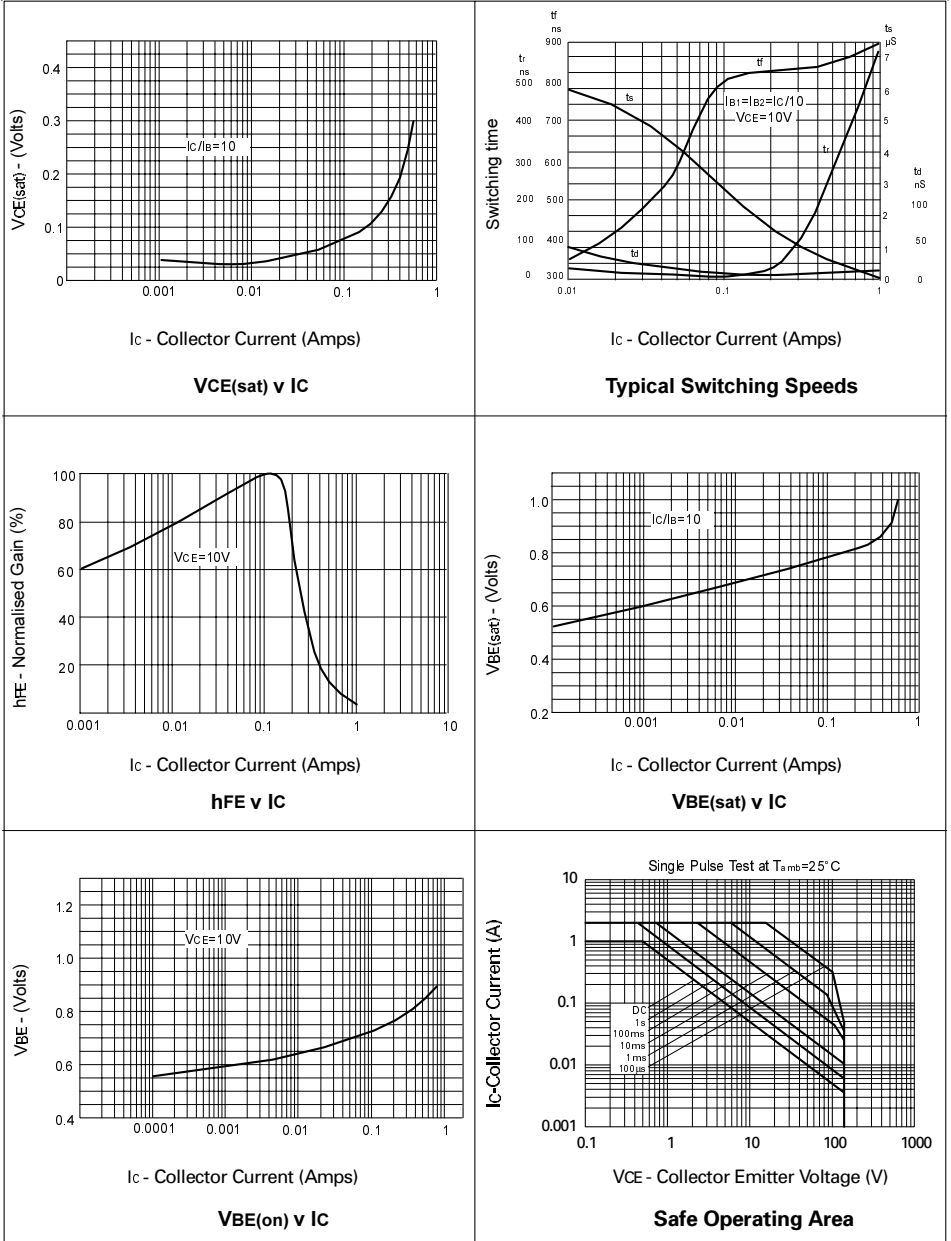 VCE(sat) - (Volts)
0.4
0.3
0.2
0.1
0
IC/IB=10
0.001
0.01
0.1
1
IC - Collector Current (Amps)
VCE(sat) v IC
tf
ns
900
800
700
600
500
400
300
tr
ns
500
400
300
200
100
0
Switching time
ts
µS
7
6
5
4
3
2
1
0
td
nS
100
50
0
tf
ts
IB1=IB2=IC/10
VCE=10V
tr
td
0.01
0.1
1
IC - Collector Current (Amps)
Typical Switching Speeds
hFE - Normalised Gain (%)
100
80
60
40
20
VCE=10V
0.001
0.01
0.1
1
10
IC - Collector Current (Amps)
hFE v IC
VBE(sat) - (Volts)
1.0
0.8
0.6
0.4
0.2
IC/IB=10
0.001
0.01
0.1
1
IC - Collector Current (Amps)
VBE(sat) v IC
VBE - (Volts)
1.2
1.0
0.8
0.6
0.4
VCE=10V
0.0001
0.001
0.01
0.1
1
IC - Collector Current (Amps)
VBE(on) v IC
Single Pulse Test at Tamb=25°C
IC-Collector Current (A)
10
1
0.1
0.01
0.001
DC
1s
100ms
10ms
1ms
100µs
0.1
1
10
100
1000
VCE - Collector Emitter Voltage (V)
Safe Operating Area